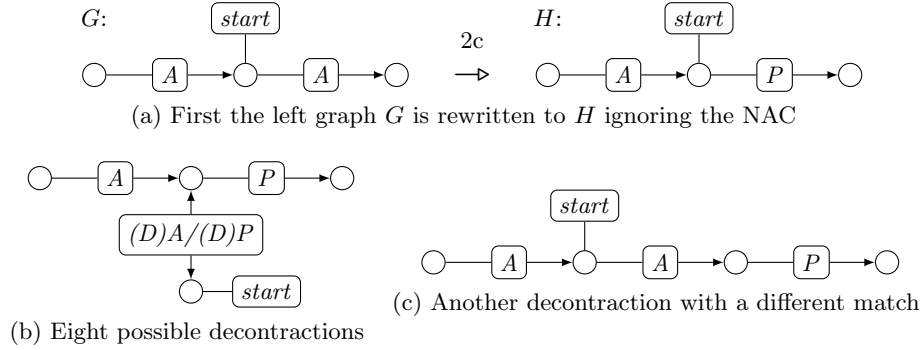 G: start H: start
2c
A A A P
(a) First the left graph G is rewritten to H ignoring the NAC
A P
(D)A/(D)P
start
(b) Eight possible decontractions
start
A A P
(c) Another decontraction with a different match